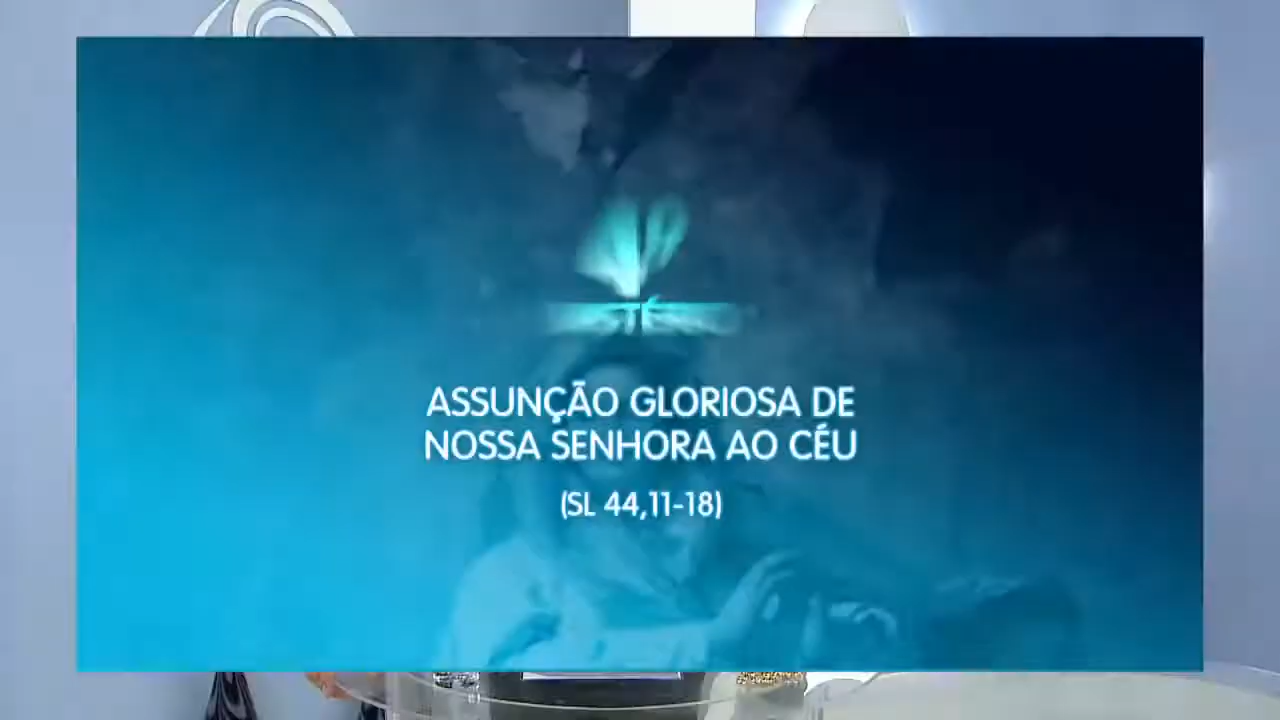 ASSUNÇÃO GLORIOSA DE
NOSSA SENHORA AO CÉU
(SL 44,11-18)